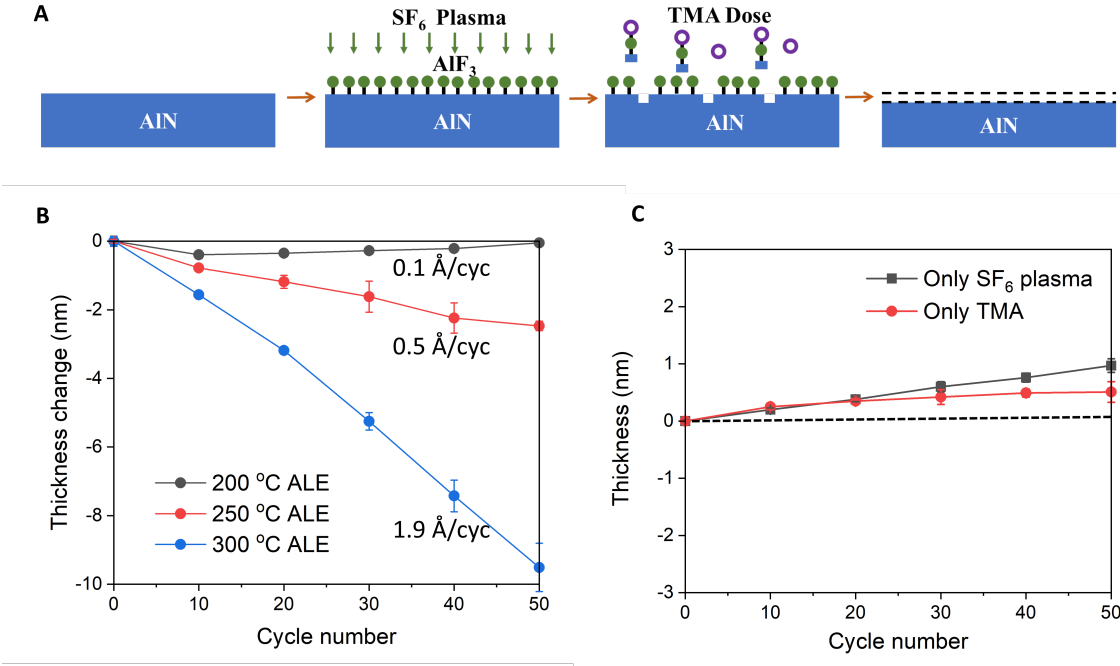 A
SF6 Plasma
TMA Dose
AlF3
AlN
AlN
AlN
AlN
B
C
0
-2
-4
-6
-8
-10
Thickness change (nm)
0.1 Å/cyc
0.5 Å/cyc
1.9 Å/cyc
200 °C ALE
250 °C ALE
300 °C ALE
0 10 20 30 40 50
Cycle number
3
2
1
0
-1
-2
-3
Thickness (nm)
Only SF6 plasma
Only TMA
0 10 20 30 40 50
Cycle number